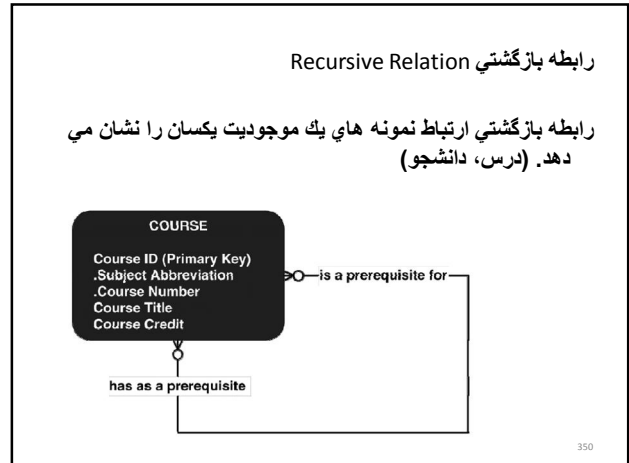 رابطه بازگشتي Recursive Relation
رابطه بازگشتي ارتباط نمونه هاي يك موجوديت يكسان را نشان مي
دهد. (درس، دانشجو)
COURSE
Course ID (Primary Key)
.Subject Abbreviation
.Course Number
Course Title
Course Credit
is a prerequisite for
has as a prerequisite
350